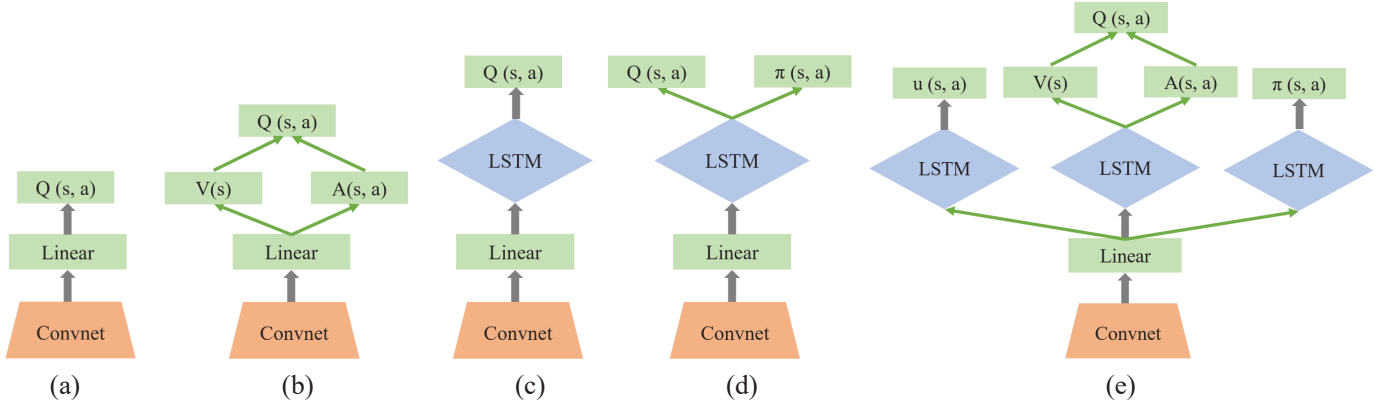 Q (s, a)
Linear
Convnet
(a)
Q (s, a)
V(s)
A(s, a)
Linear
Convnet
(b)
Q (s, a)
LSTM
Linear
Convnet
(c)
Q (s, a)
π (s, a)
LSTM
Linear
Convnet
(d)
Q (s, a)
u (s, a)
V(s)
A(s, a)
π (s, a)
LSTM
LSTM
LSTM
Linear
Convnet
(e)